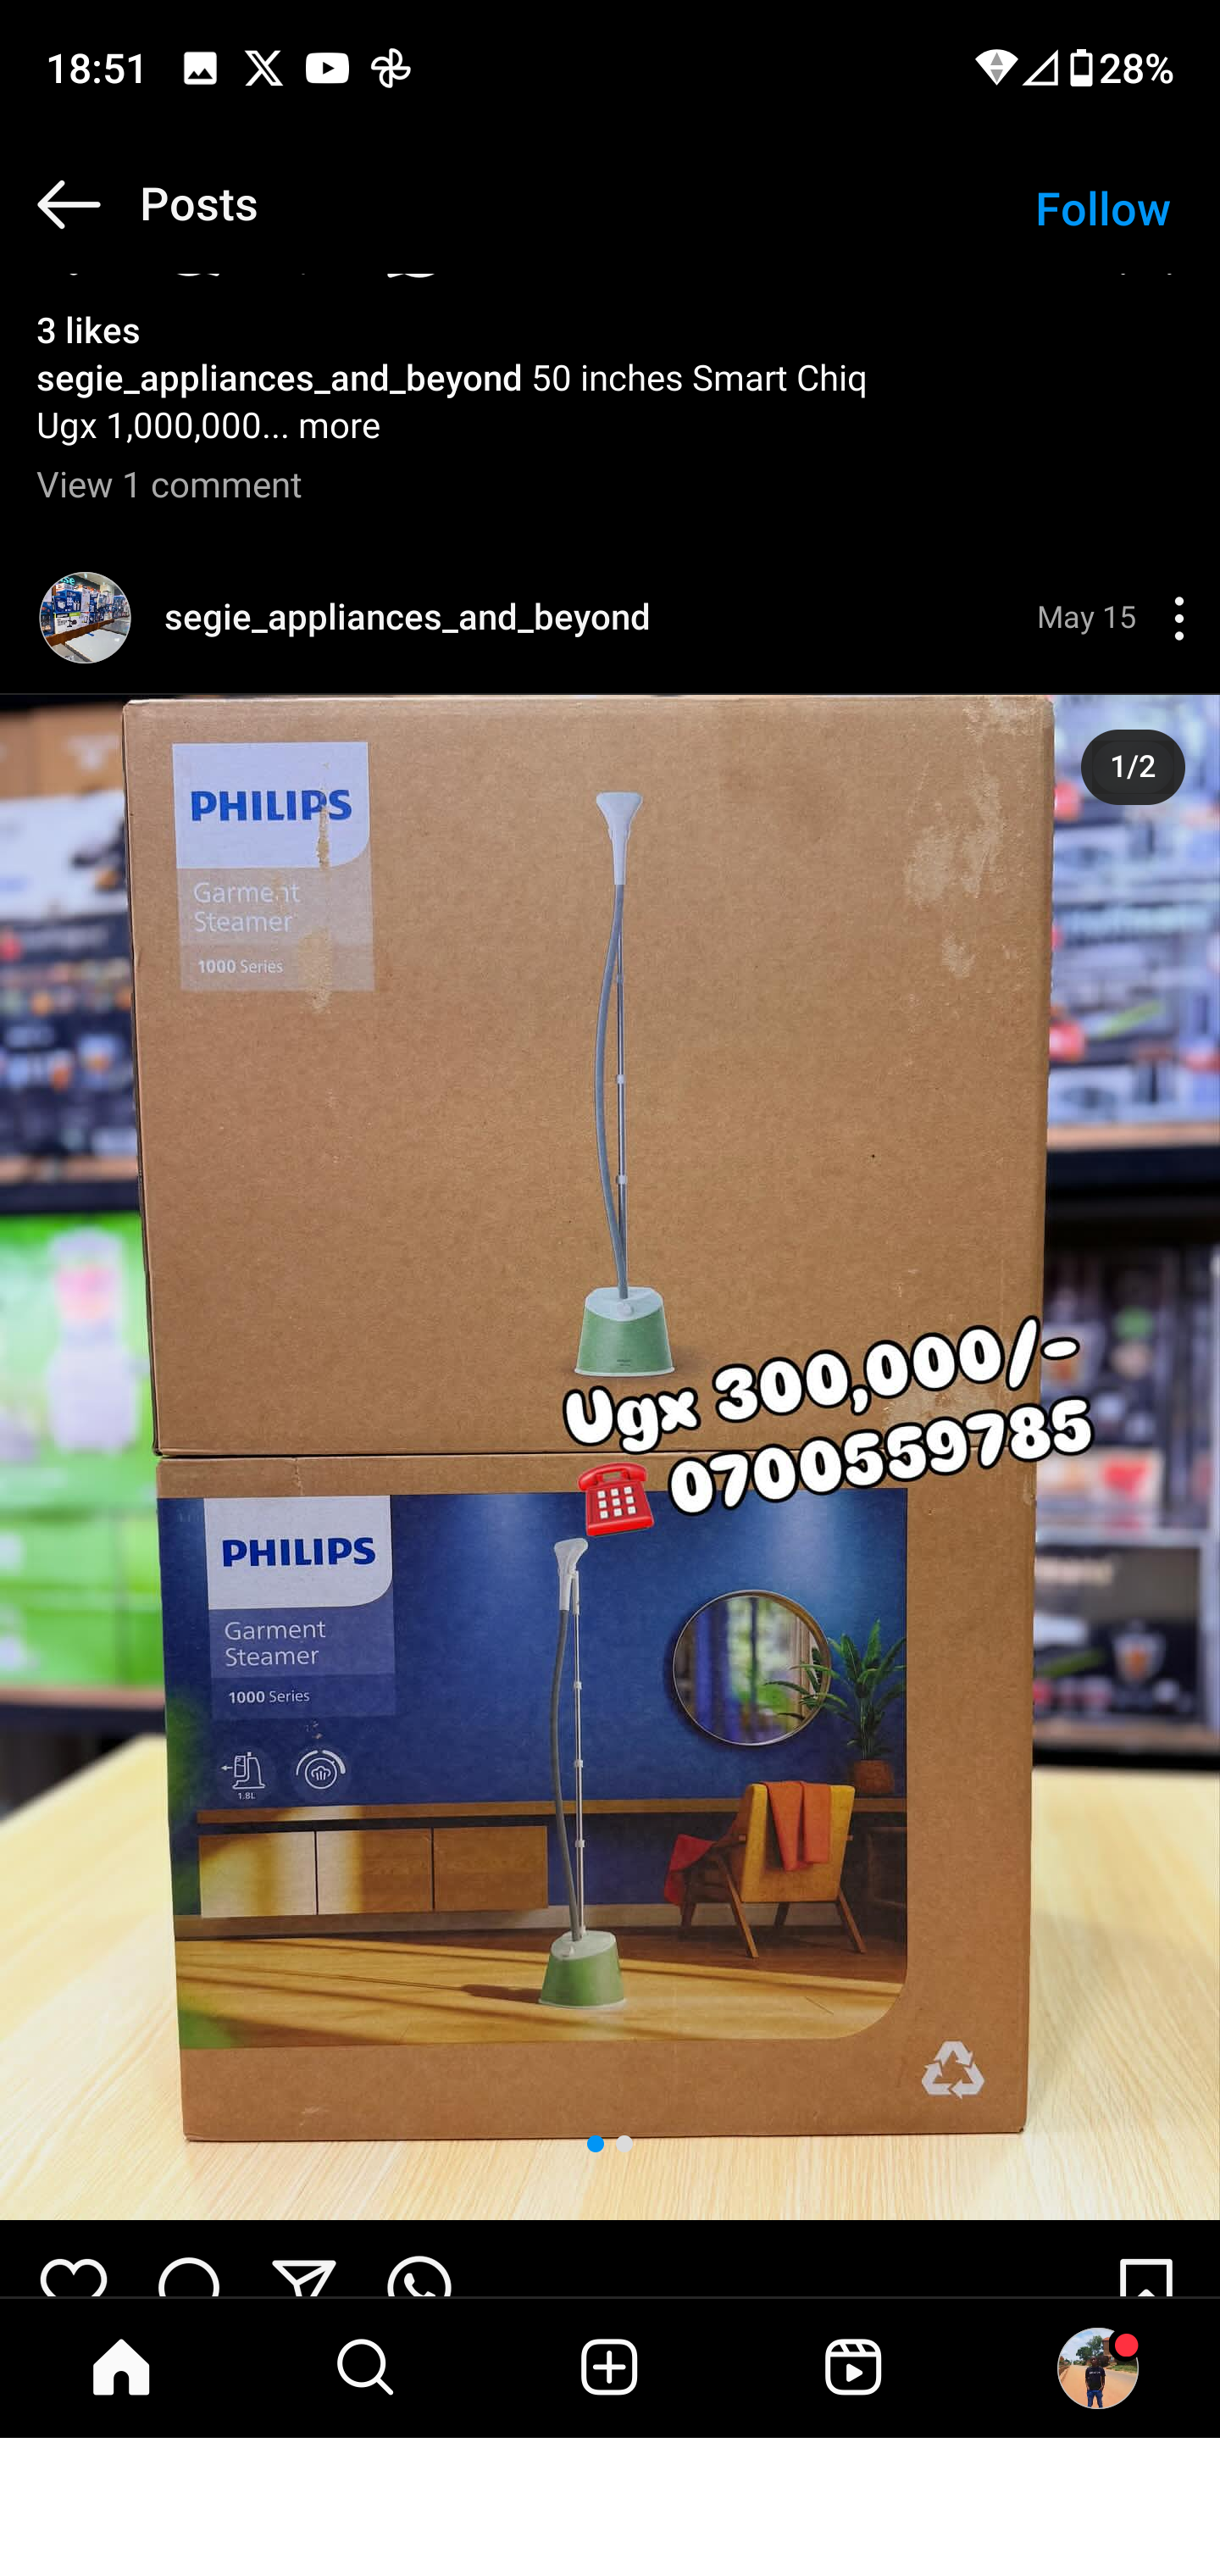 18:51
28%
Posts
Follow
3 likes
segie_appliances_and_beyond 50 inches Smart Chiq
Ugx 1,000,000... more
View 1 comment
segie_appliances_and_beyond
May 15
1/2
PHILIPS
Garment
Steamer
1000 Series
Ugx 300,000/-
0700559785
PHILIPS
Garment
Steamer
1000 Series
1.8L